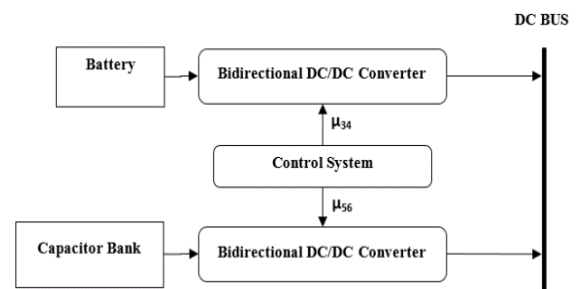 DC BUS
Battery
Bidirectional DC/DC Converter
μ34
Control System
μ56
Capacitor Bank
Bidirectional DC/DC Converter